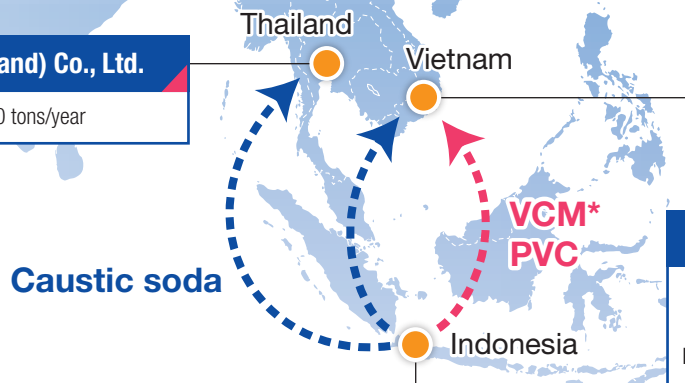 Thailand
and) Co., Ltd.
Vietnam
0 tons/year
VCM*
PVC
Caustic soda
Indonesia